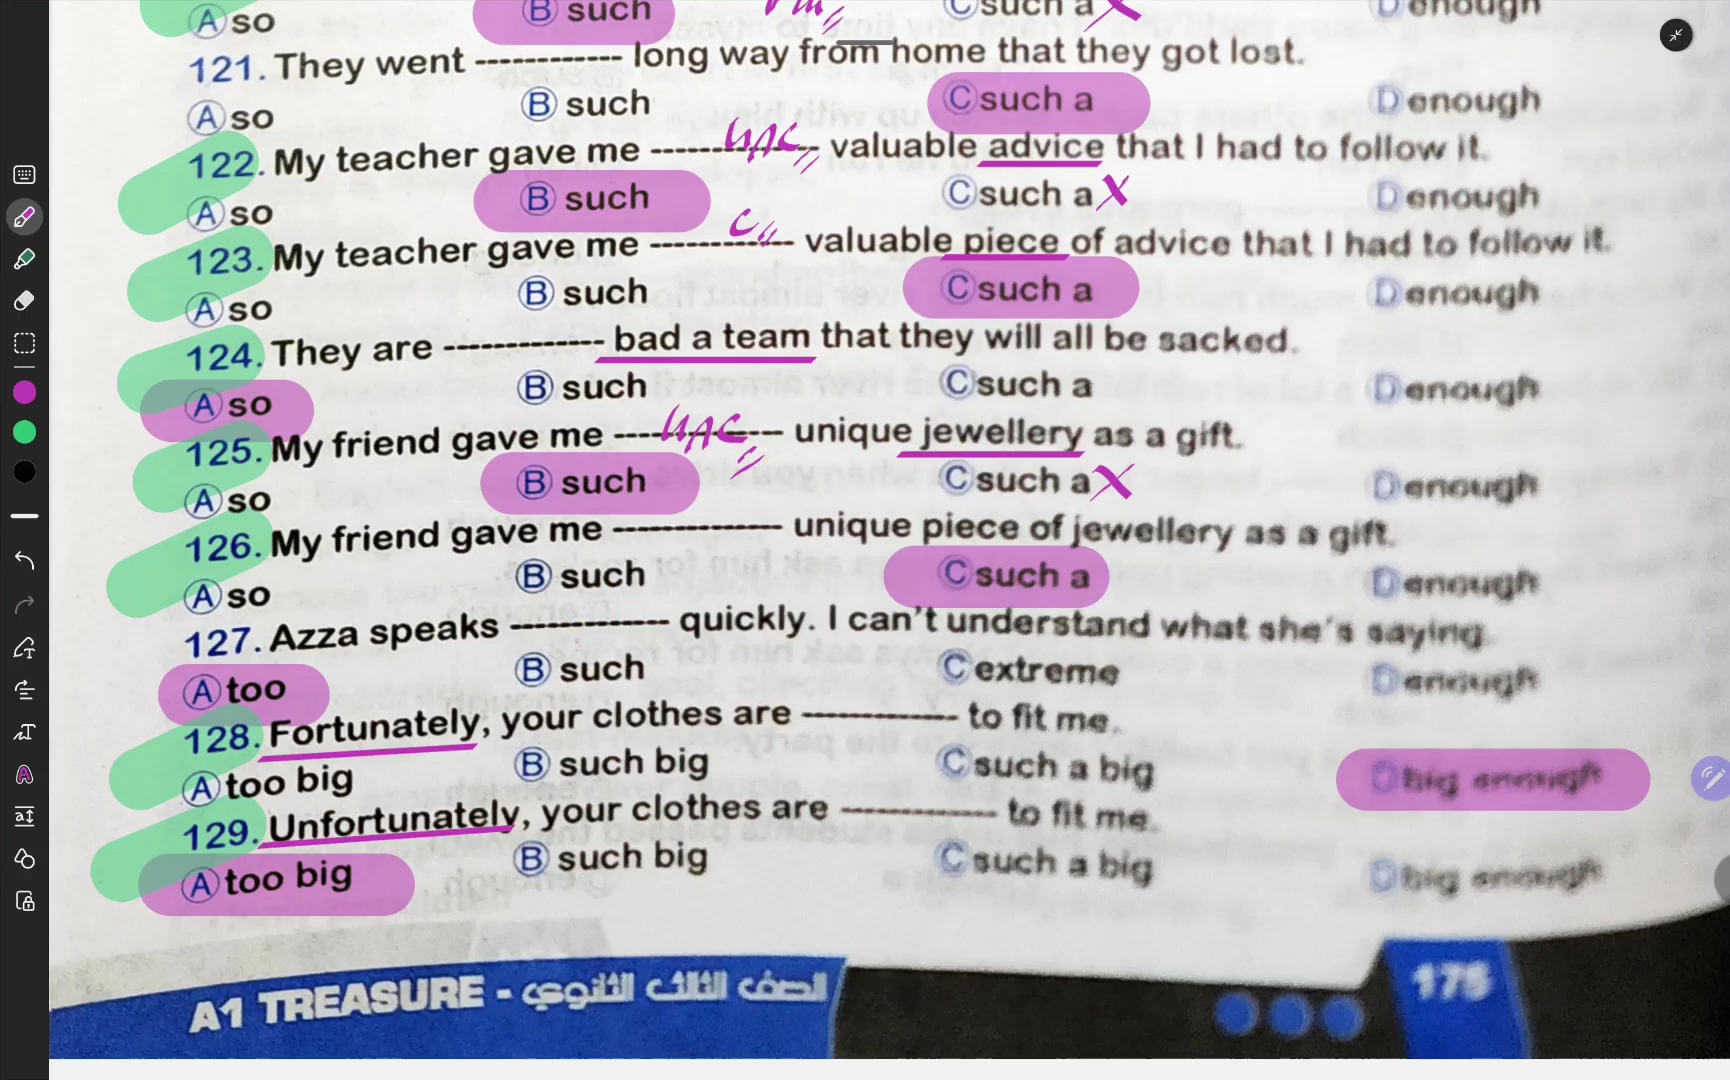 A so B such C such a D enough
121. They went ------------ long way from home that they got lost.
A so B such C such a D enough
122. My teacher gave me ------------ valuable advice that I had to follow it.
A so B such C such a X D enough
123. My teacher gave me ------------ valuable piece of advice that I had to follow it.
A so B such C such a D enough
124. They are ------------ bad a team that they will all be sacked.
A so B such C such a D enough
125. My friend gave me ------------ unique jewellery as a gift.
A so B such C such a X D enough
126. My friend gave me ------------ unique piece of jewellery as a gift.
A so B such C such a D enough
127. Azza speaks ------------ quickly. I can't understand what she's saying.
A too B such C extreme D enough
128. Fortunately, your clothes are ------------ to fit me.
A too big B such big C such a big D big enough
129. Unfortunately, your clothes are ------------ to fit me.
A too big B such big C such a big D big enough
A1 TREASURE - الصف الثالث الثانوي
175